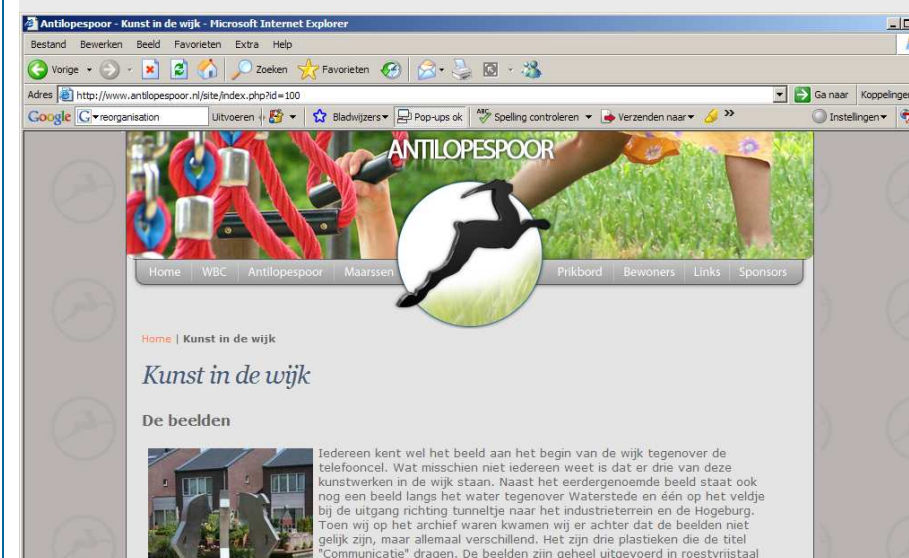 Antilopespoor - Kunst in de wijk - Microsoft Internet Explorer
Bestand Bewerken Beeld Favorieten Extra Help
Vorige Zoeken Favorieten
Adres http://www.antilopespoor.nl/site/index.php?id=100 Ga naar Koppelingen
Google G reorganisation Uitvoeren Bladwijzers Pop-ups ok ABC Spelling controleren Verzenden naar » Instellingen
ANTILOPESPOOR
Home WBC Antilopespoor Maarssen Prikbord Bewoners Links Sponsors
Home | Kunst in de wijk
Kunst in de wijk
De beelden
Iedereen kent wel het beeld aan het begin van de wijk tegenover de
telefooncel. Wat misschien niet iedereen weet is dat er drie van deze
kunstwerken in de wijk staan. Naast het eerdergenoemde beeld staat ook
nog een beeld langs het water tegenover Waterstede en één op het veldje
bij de uitgang richting tunneltje naar het industrieterrein en de Hogeburg.
Toen wij op het archief waren kwamen wij er achter dat de beelden niet
gelijk zijn, maar allemaal verschillend. Het zijn drie plastieken die de titel
"Communicatie" dragen. De beelden zijn geheel uitgevoerd in roestvrijstaal